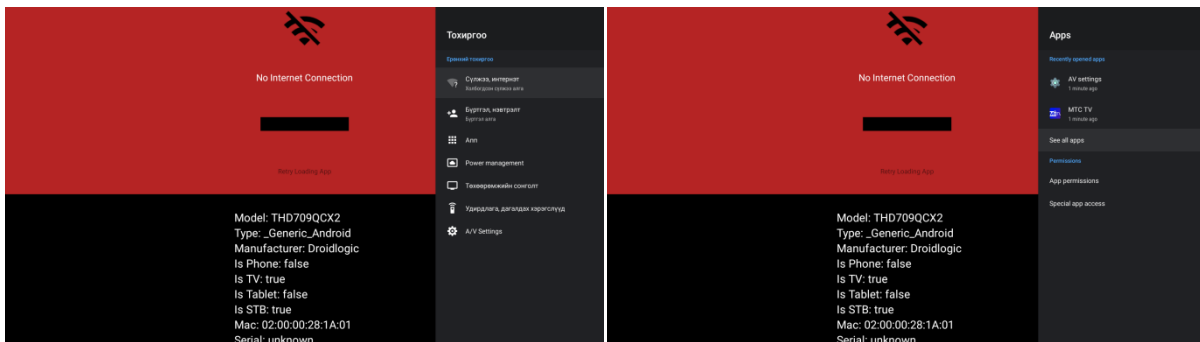 No Internet Connection
Retry Loading App
Model: THD709QCX2
Type: _Generic_Android
Manufacturer: Droidlogic
Is Phone: false
Is TV: true
Is Tablet: false
Is STB: true
Mac: 02:00:00:28:1A:01
Serial: unknown
Тохиргоо
Ерөнхий тохиргоо
Сүлжээ, интернэт
Холбогдсон сүлжээ алга
Бүртгэл, нэвтрэлт
Бүртгэл алга
Апп
Power management
Төхөөрөмжийн сонголт
Удирдлага, дагалдах хэрэгслүүд
A/V Settings
No Internet Connection
Retry Loading App
Model: THD709QCX2
Type: _Generic_Android
Manufacturer: Droidlogic
Is Phone: false
Is TV: true
Is Tablet: false
Is STB: true
Mac: 02:00:00:28:1A:01
Serial: unknown
Apps
Recently opened apps
AV settings
1 minute ago
MTC TV
1 minute ago
See all apps
Permissions
App permissions
Special app access